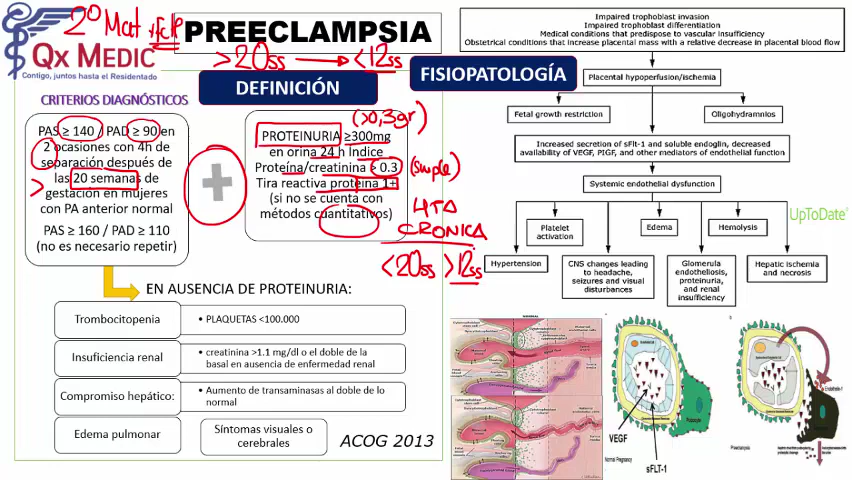 2º Mat
QX MEDIC
Contigo, juntos hasta el Residentado
PREECLAMPSIA
>20ss → <12ss
DEFINICIÓN
FISIOPATOLOGÍA
CRITERIOS DIAGNÓSTICOS
PAS ≥ 140 / PAD ≥ 90 en
2 ocasiones con 4h de
separación después de
las 20 semanas de
gestación en mujeres
con PA anterior normal
PAS ≥ 160 / PAD ≥ 110
(no es necesario repetir)
+
(>0,3gr)
PROTEINURIA ≥300mg
en orina 24 h Índice
Proteína/creatinina > 0.3
(simple)
Tira reactiva proteína 1+
(si no se cuenta con
métodos cuantitativos)
HTA
CRONICA
<20ss >12ss
EN AUSENCIA DE PROTEINURIA:
Trombocitopenia
• PLAQUETAS <100.000
Insuficiencia renal
• creatinina >1.1 mg/dl o el doble de la
basal en ausencia de enfermedad renal
Compromiso hepático:
• Aumento de transaminasas al doble de lo
normal
Edema pulmonar
Síntomas visuales o
cerebrales
ACOG 2013
Impaired trophoblast invasion
Impaired trophoblast differentiation
Medical conditions that predispose to vascular insufficiency
Obstetrical conditions that increase placental mass with a relative decrease in placental blood flow
Placental hypoperfusion/ischemia
Fetal growth restriction
Oligohydramnios
Increased secretion of sFlt-1 and soluble endoglin, decreased
availability of VEGF, PlGF, and other mediators of endothelial function
Systemic endothelial dysfunction
UpToDate
Platelet
activation
Edema
Hemolysis
Hypertension
CNS changes leading
to headache,
seizures and visual
disturbances
Glomerula
endotheliosis,
proteinuria,
and renal
insufficiency
Hepatic ischemia
and necrosis
VEGF
sFLT-1
Normal Pregnancy